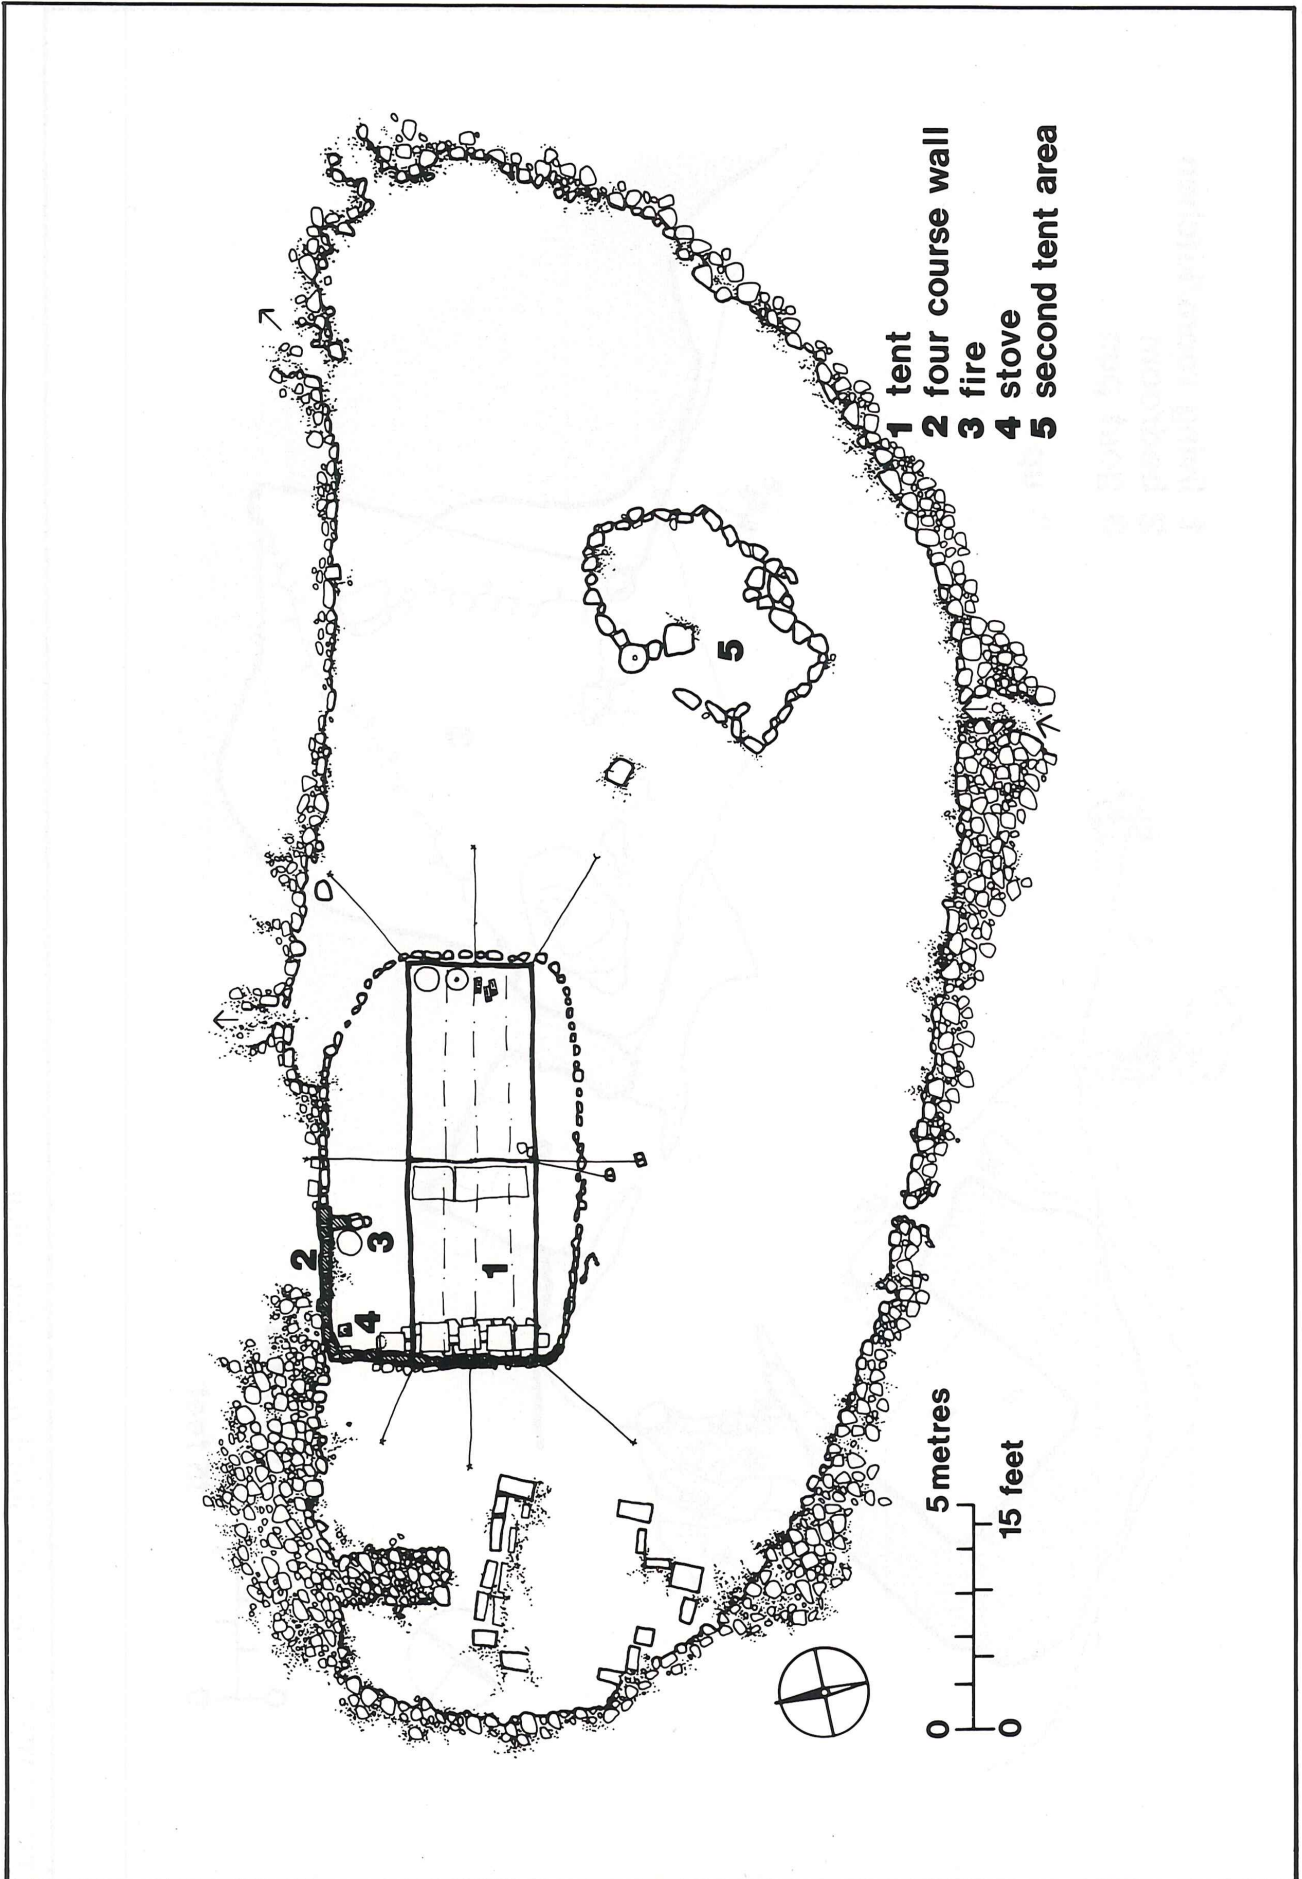 1 tent
2 four course wall
3 fire
4 stove
5 second tent area
2
3
4
1
5
0 5 metres
0 15 feet